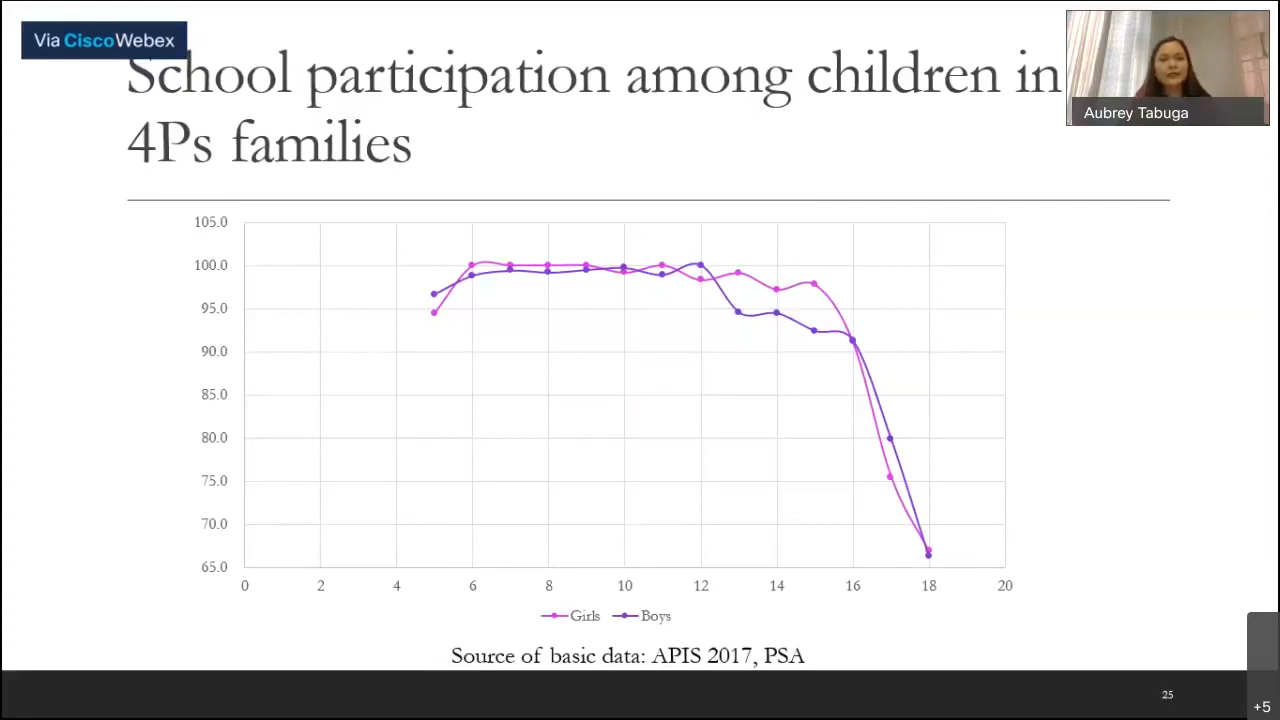 Via CiscoWebex
School participation among children in
4Ps families
Aubrey Tabuga
105.0
100.0
95.0
90.0
85.0
80.0
75.0
70.0
65.0
0 2 4 6 8 10 12 14 16 18 20
Girls Boys
Source of basic data: APIS 2017, PSA
25
+5